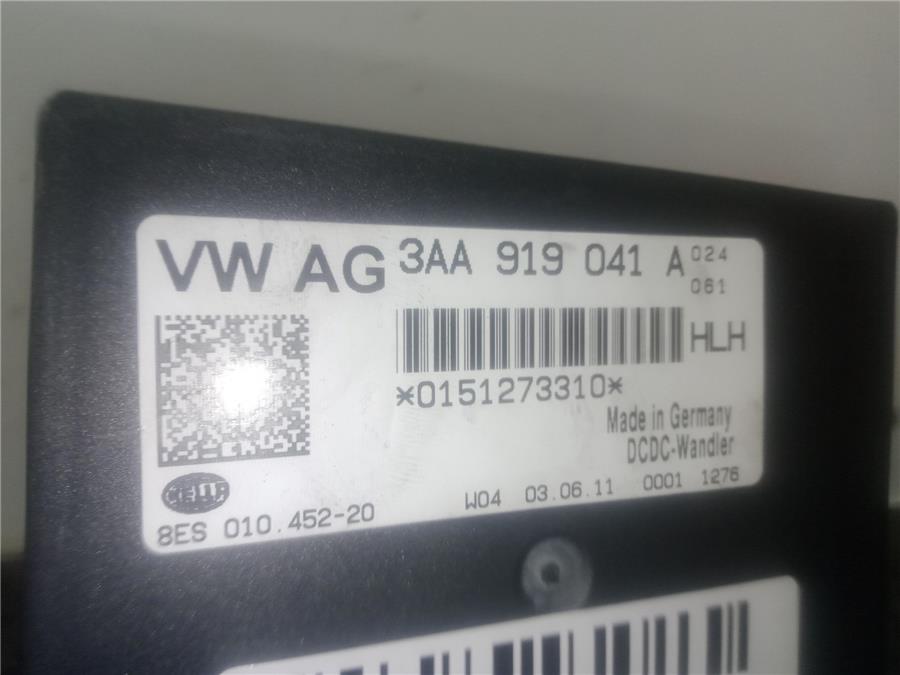 VW AG 3AA 919 041 A 024
061
HLH
*0151273310*
Made in Germany
DCDC-Wandler
HELLA
W04 03.06.11 0001 1276
8ES 010.452-20